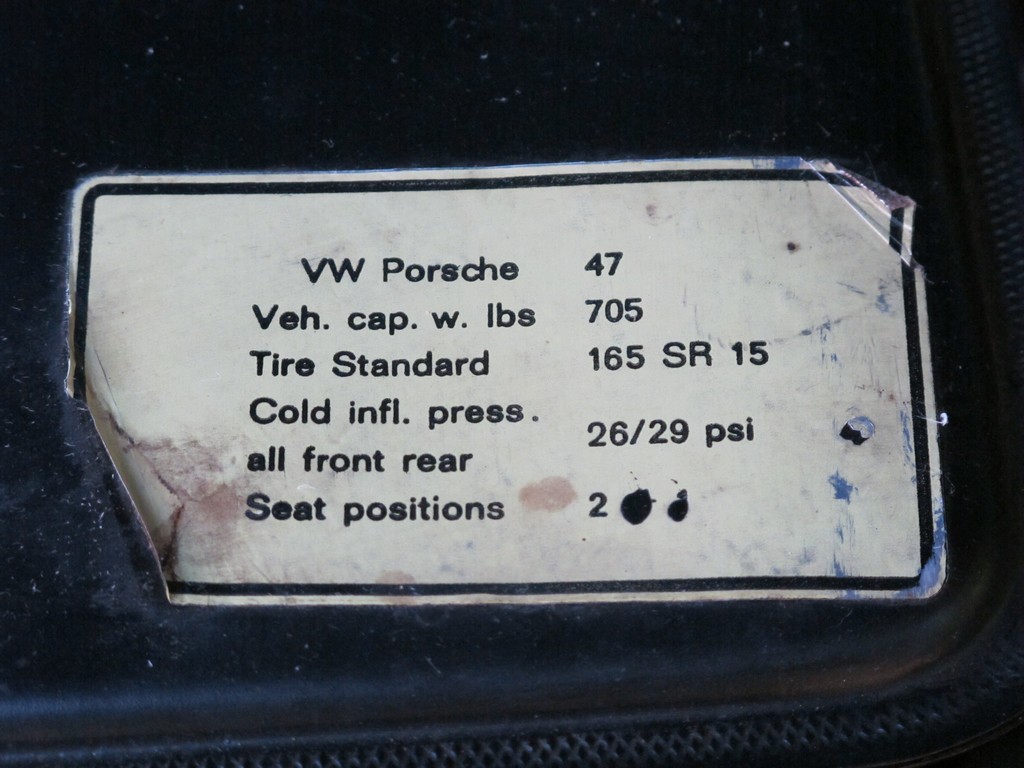 VW Porsche 47
Veh. cap. w. lbs 705
Tire Standard 165 SR 15
Cold infl. press.
all front rear 26/29 psi
Seat positions 2